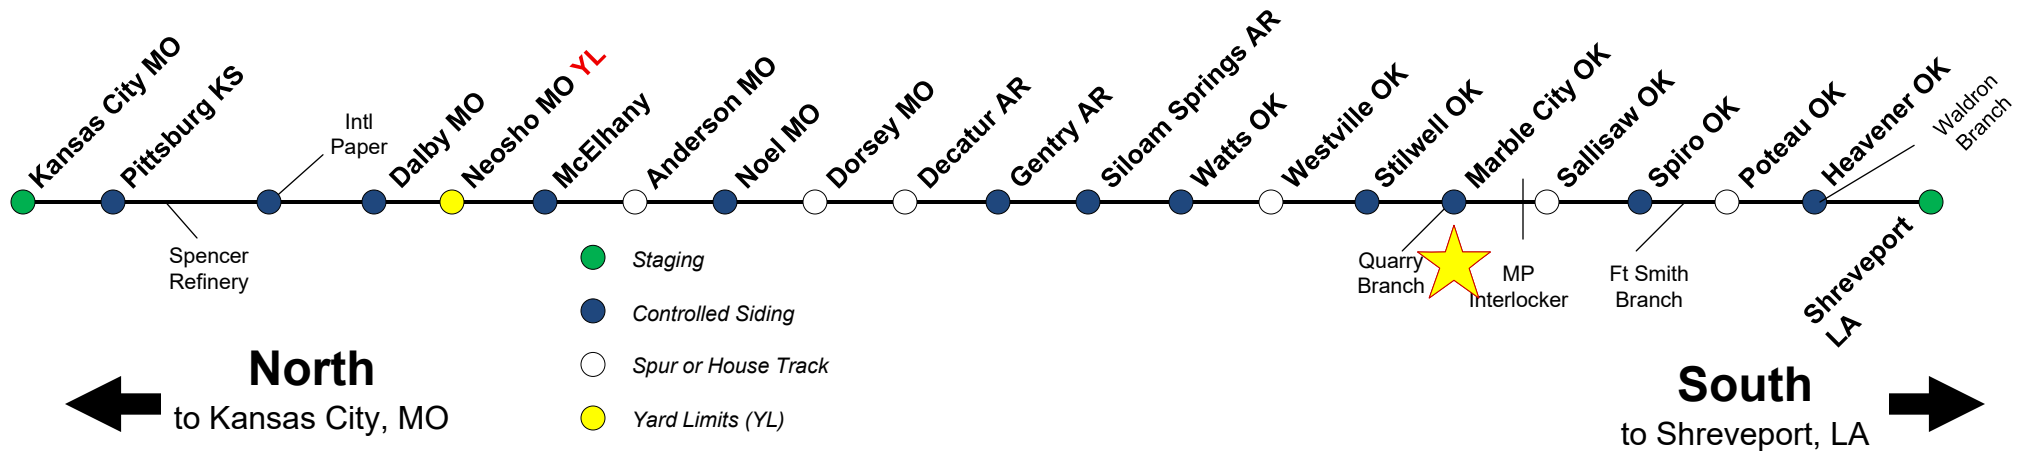 Kansas City MO
Pittsburg KS
Intl
Paper
Dalby MO
Neosho MO YL
McElhany
Anderson MO
Noel MO
Dorsey MO
Decatur AR
Gentry AR
Siloam Springs AR
Watts OK
Westville OK
Stilwell OK
Marble City OK
Sallisaw OK
Spiro OK
Poteau OK
Heavener OK
Waldron
Branch
Spencer
Refinery
Quarry
Branch
MP
Interlocker
Ft Smith
Branch
Shreveport
LA
Staging
Controlled Siding
Spur or House Track
Yard Limits (YL)
North
to Kansas City, MO
South
to Shreveport, LA